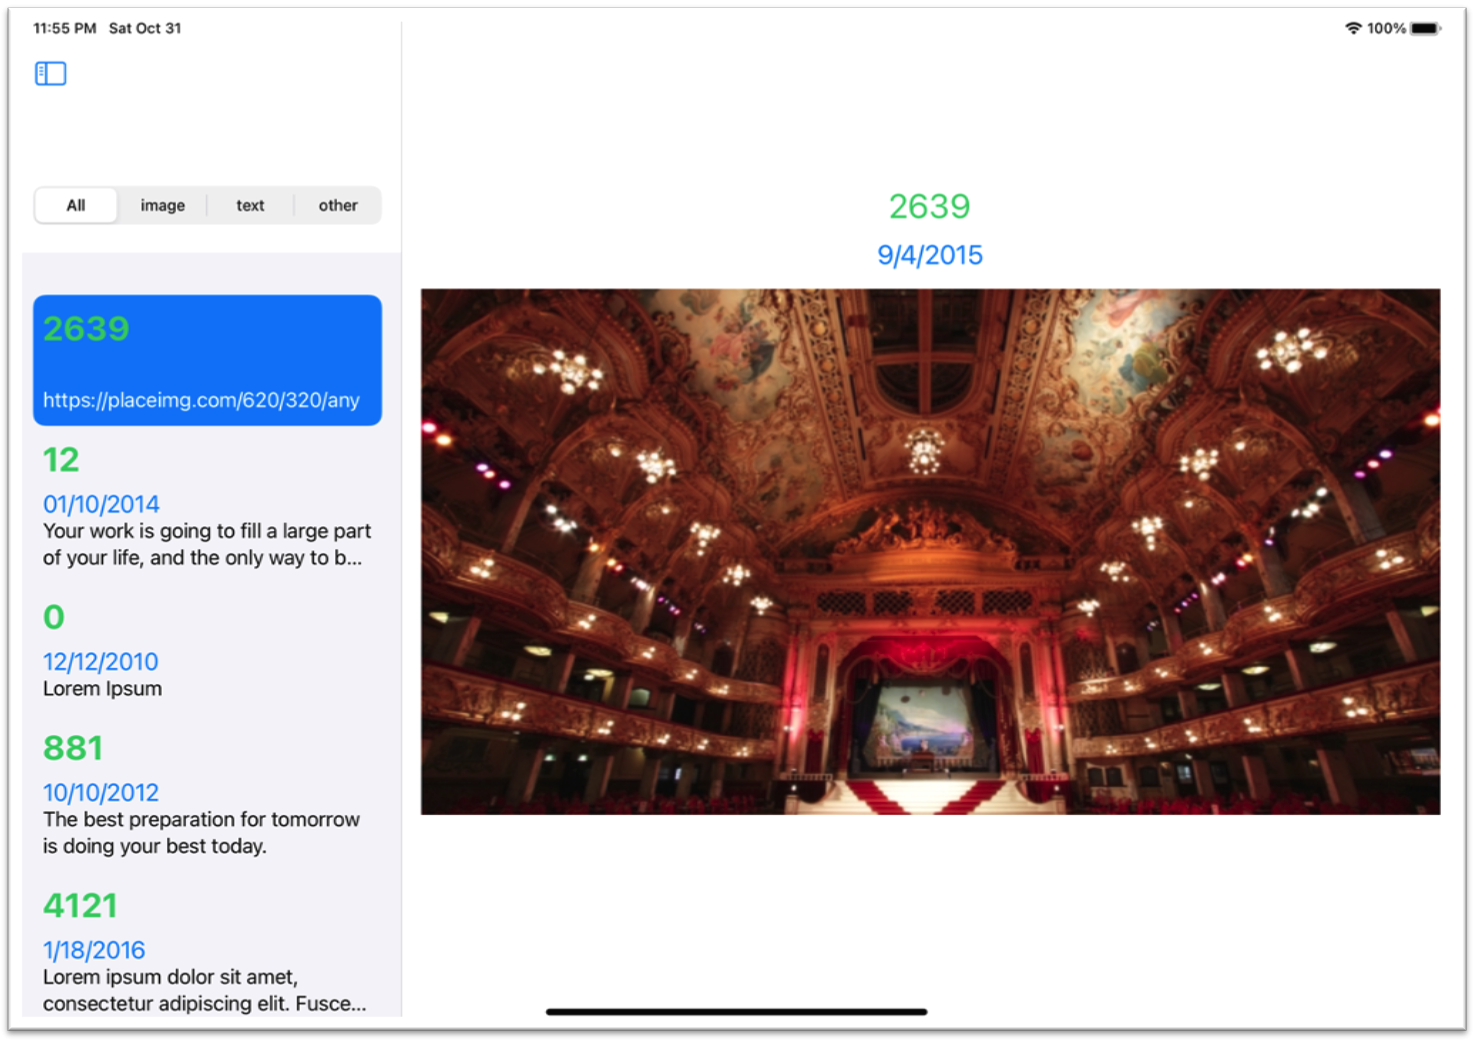 11:55 PM Sat Oct 31
100%
All image text other
2639
https://placeimg.com/620/320/any
12
01/10/2014
Your work is going to fill a large part
of your life, and the only way to b...
0
12/12/2010
Lorem Ipsum
881
10/10/2012
The best preparation for tomorrow
is doing your best today.
4121
1/18/2016
Lorem ipsum dolor sit amet,
consectetur adipiscing elit. Fusce...
2639
9/4/2015